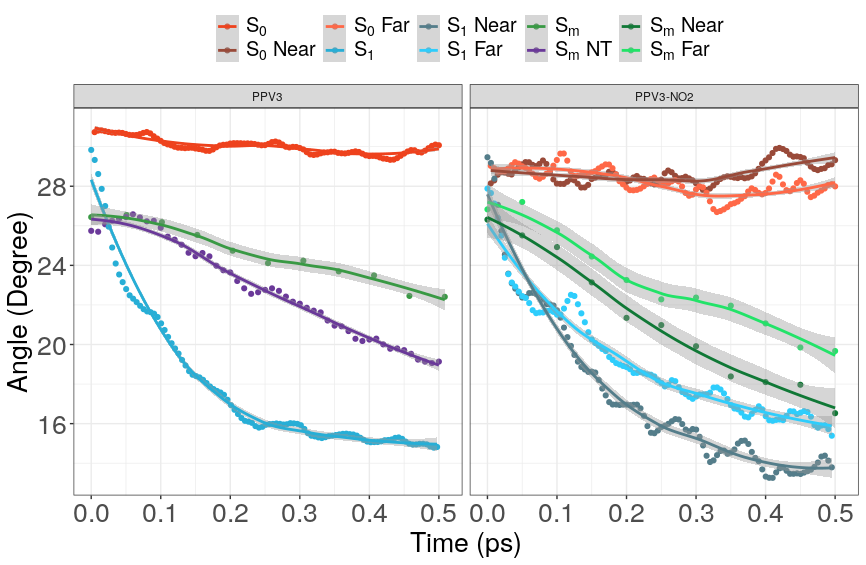 S0 S0 Far S1 Near Sm Sm Near
S0 Near S1 S1 Far Sm NT Sm Far
PPV3 PPV3-NO2
Angle (Degree)
28
24
20
16
0.0 0.1 0.2 0.3 0.4 0.5 0.0 0.1 0.2 0.3 0.4 0.5
Time (ps)